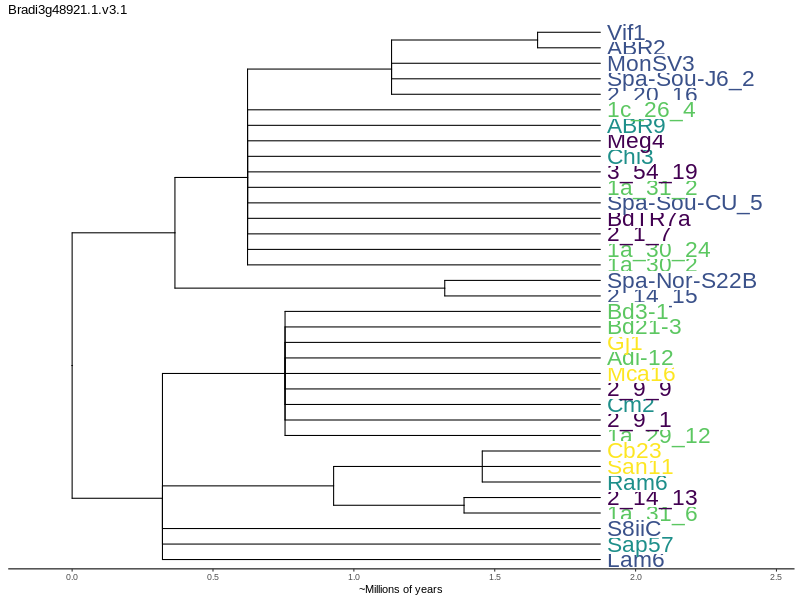 Bradi3g48921.1.v3.1
Vif1
ABR2
MonSV3
Spa-Sou-J6_2
2_20_16
1c_26_4
ABR9
Meg4
Chi3
3_54_19
1a_31_2
Spa-Sou-CU_5
BdTR7a
2_1_7
1a_30_24
1a_30_2
Spa-Nor-S22B
2_14_15
Bd3-1
Bd21-3
Gj1
Adi-12
Mca16
2_9_9
Cm2
2_9_1
1a_29_12
Cb23
San11
Ram6
2_14_13
1a_31_6
S8iiC
Sap57
Lam6
0.0 0.5 1.0 1.5 2.0 2.5
~Millions of years